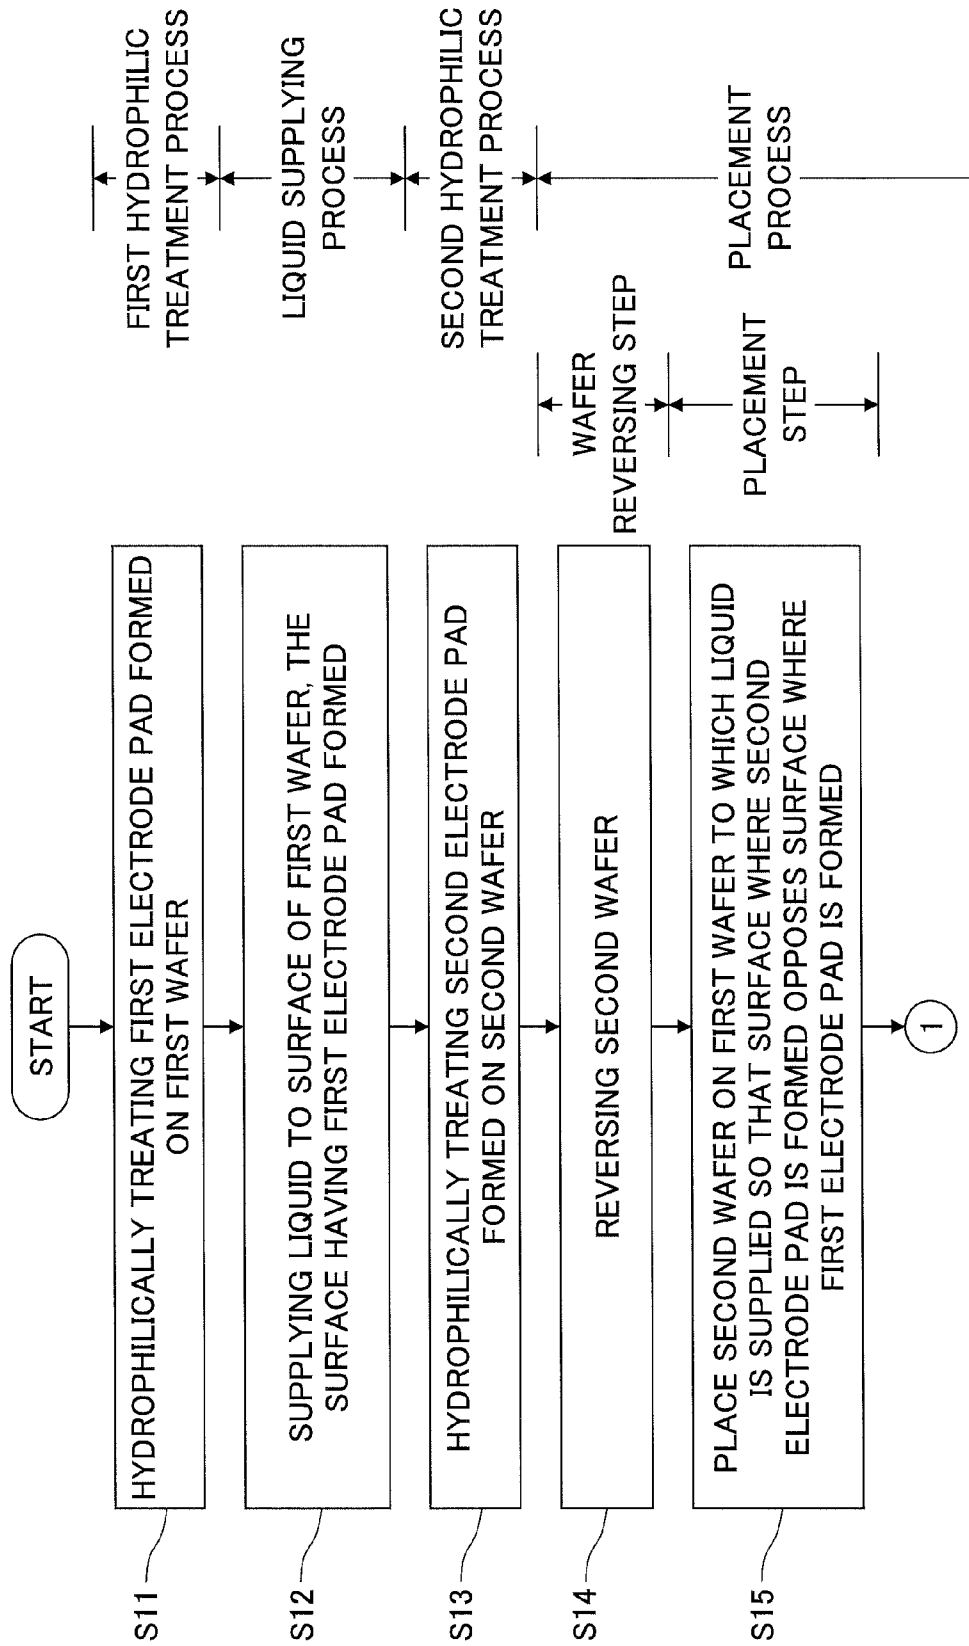 START
S11
HYDROPHILICALLY TREATING FIRST ELECTRODE PAD FORMED
ON FIRST WAFER
FIRST HYDROPHILIC
TREATMENT PROCESS
S12
SUPPLYING LIQUID TO SURFACE OF FIRST WAFER, THE
SURFACE HAVING FIRST ELECTRODE PAD FORMED
LIQUID SUPPLYING
PROCESS
S13
HYDROPHILICALLY TREATING SECOND ELECTRODE PAD
FORMED ON SECOND WAFER
SECOND HYDROPHILIC
TREATMENT PROCESS
S14
REVERSING SECOND WAFER
WAFER
REVERSING STEP
S15
PLACE SECOND WAFER ON FIRST WAFER TO WHICH LIQUID
IS SUPPLIED SO THAT SURFACE WHERE SECOND
ELECTRODE PAD IS FORMED OPPOSES SURFACE WHERE
FIRST ELECTRODE PAD IS FORMED
PLACEMENT
STEP
PLACEMENT
PROCESS
1